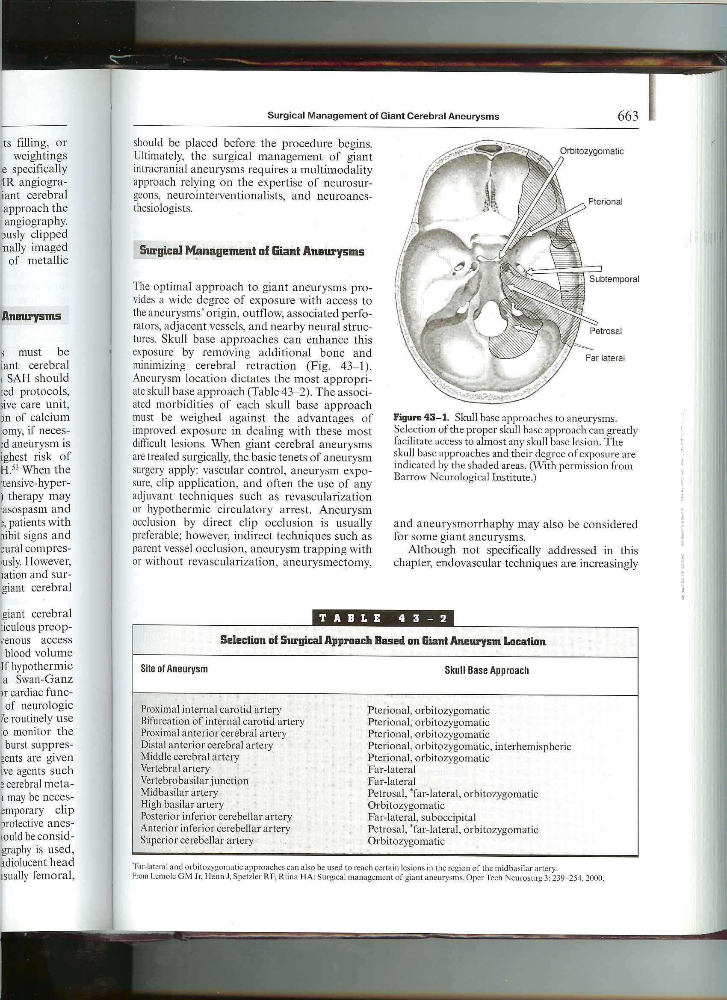 its filling, or
weightings
e specifically
MR angiogra-
iant cerebral
approach the
angiography.
ously clipped
mally imaged
of metallic
Aneurysms
s must be
iant cerebral
SAH should
ted protocols,
sive care unit,
on of calcium
omy, if neces-
ed aneurysm is
ighest risk of
H.53 When the
tensive-hyper-
) therapy may
asospasm and
patients with
hibit signs and
eural compres-
usly. However,
uation and sur-
giant cerebral
giant cerebral
ticulous preop-
venous access
blood volume
If hypothermic
a Swan-Ganz
or cardiac func-
of neurologic
We routinely use
to monitor the
burst suppres-
gents are given
ive agents such
e cerebral meta-
may be neces-
emporary clip
protective anes-
ould be consid-
graphy is used,
adiolucent head
usually femoral,
Surgical Management of Giant Cerebral Aneurysms 663
should be placed before the procedure begins.
Ultimately, the surgical management of giant
intracranial aneurysms requires a multimodality
approach relying on the expertise of neurosur-
geons, neurointerventionalists, and neuroanes-
thesiologists.
Surgical Management of Giant Aneurysms
The optimal approach to giant aneurysms pro-
vides a wide degree of exposure with access to
the aneurysms' origin, outflow, associated perfo-
rators, adjacent vessels, and nearby neural struc-
tures. Skull base approaches can enhance this
exposure by removing additional bone and
minimizing cerebral retraction (Fig. 43–1).
Aneurysm location dictates the most appropri-
ate skull base approach (Table 43–2). The associ-
ated morbidities of each skull base approach
must be weighed against the advantages of
improved exposure in dealing with these most
difficult lesions. When giant cerebral aneurysms
are treated surgically, the basic tenets of aneurysm
surgery apply: vascular control, aneurysm expo-
sure, clip application, and often the use of any
adjuvant techniques such as revascularization
or hypothermic circulatory arrest. Aneurysm
occlusion by direct clip occlusion is usually
preferable; however, indirect techniques such as
parent vessel occlusion, aneurysm trapping with
or without revascularization, aneurysmectomy,
Orbitozygomatic
Pterional
Subtemporal
Petrosal
Far lateral
Figure 43–1. Skull base approaches to aneurysms.
Selection of the proper skull base approach can greatly
facilitate access to almost any skull base lesion. The
skull base approaches and their degree of exposure are
indicated by the shaded areas. (With permission from
Barrow Neurological Institute.)
and aneurysmorrhaphy may also be considered
for some giant aneurysms.
Although not specifically addressed in this
chapter, endovascular techniques are increasingly
TABLE 43–2
Selection of Surgical Approach Based on Giant Aneurysm Location
Site of Aneurysm Skull Base Approach
Proximal internal carotid artery Pterional, orbitozygomatic
Bifurcation of internal carotid artery Pterional, orbitozygomatic
Proximal anterior cerebral artery Pterional, orbitozygomatic
Distal anterior cerebral artery Pterional, orbitozygomatic, interhemispheric
Middle cerebral artery Pterional, orbitozygomatic
Vertebral artery Far-lateral
Vertebrobasilar junction Far-lateral
Midbasilar artery Petrosal, *far-lateral, orbitozygomatic
High basilar artery Orbitozygomatic
Posterior inferior cerebellar artery Far-lateral, suboccipital
Anterior inferior cerebellar artery Petrosal, *far-lateral, orbitozygomatic
Superior cerebellar artery Orbitozygomatic
*Far-lateral and orbitozygomatic approaches can also be used to reach certain lesions in the region of the midbasilar artery.
From Lemole GM Jr, Henn J, Spetzler RF, Riina HA: Surgical management of giant aneurysms. Oper Tech Neurosurg 3: 239–254, 2000.